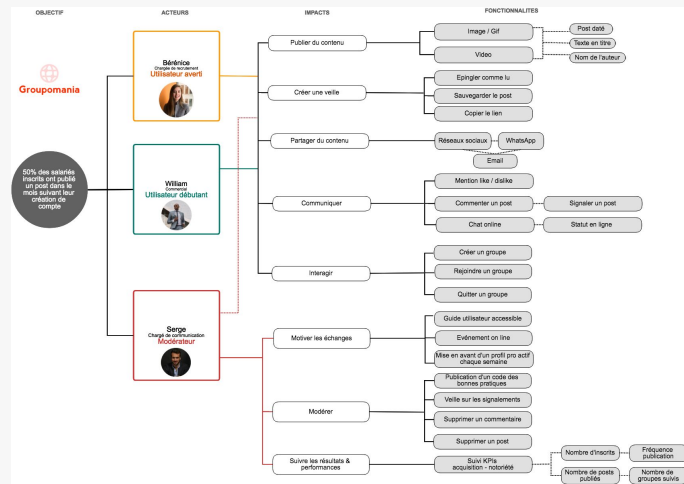 OBJECTIF
ACTEURS
IMPACTS
FONCTIONNALITES
Groupomania
50% des salariés
inscrits ont publié
un post dans le
mois suivant leur
création de
compte
Bérénice
Chargée de recrutement
Utilisateur averti
William
Commercial
Utilisateur débutant
Serge
Chargé de communication
Modérateur
Publier du contenu
Image / Gif
Video
Post daté
Texte en titre
Nom de l'auteur
Créer une veille
Epingler comme lu
Sauvegarder le post
Copier le lien
Partager du contenu
Réseaux sociaux
WhatsApp
Email
Communiquer
Mention like / dislike
Commenter un post
Signaler un post
Chat online
Statut en ligne
Interagir
Créer un groupe
Rejoindre un groupe
Quitter un groupe
Motiver les échanges
Guide utilisateur accessible
Evénement on line
Mise en avant d'un profil pro actif
chaque semaine
Modérer
Publication d'un code des
bonnes pratiques
Veille sur les signalements
Supprimer un commentaire
Supprimer un post
Suivre les résultats &
performances
Suivi KPIs
acquisition - notoriété
Nombre d'inscrits
Fréquence
publication
Nombre de posts
publiés
Nombre de
groupes suivis